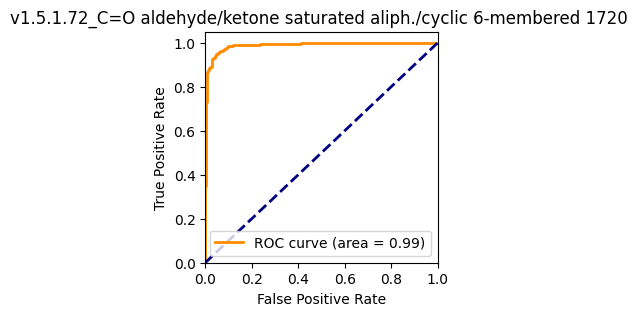 v1.5.1.72_C=O aldehyde/ketone saturated aliph./cyclic 6-membered 1720
1.0
0.8
0.6
0.4
0.2
0.0
True Positive Rate
ROC curve (area = 0.99)
0.0 0.2 0.4 0.6 0.8 1.0
False Positive Rate